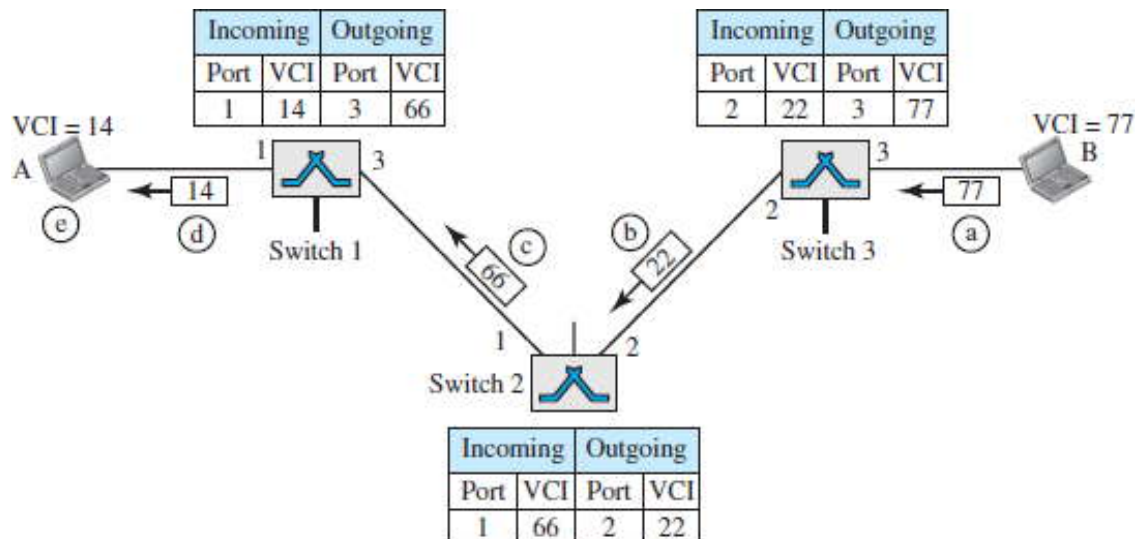 Incoming Outgoing
Port VCI Port VCI
1 14 3 66
Incoming Outgoing
Port VCI Port VCI
2 22 3 77
VCI = 14
A
1
3
14
e
d
Switch 1
VCI = 77
B
3
2
77
a
Switch 3
c
66
b
22
1
2
Switch 2
Incoming Outgoing
Port VCI Port VCI
1 66 2 22